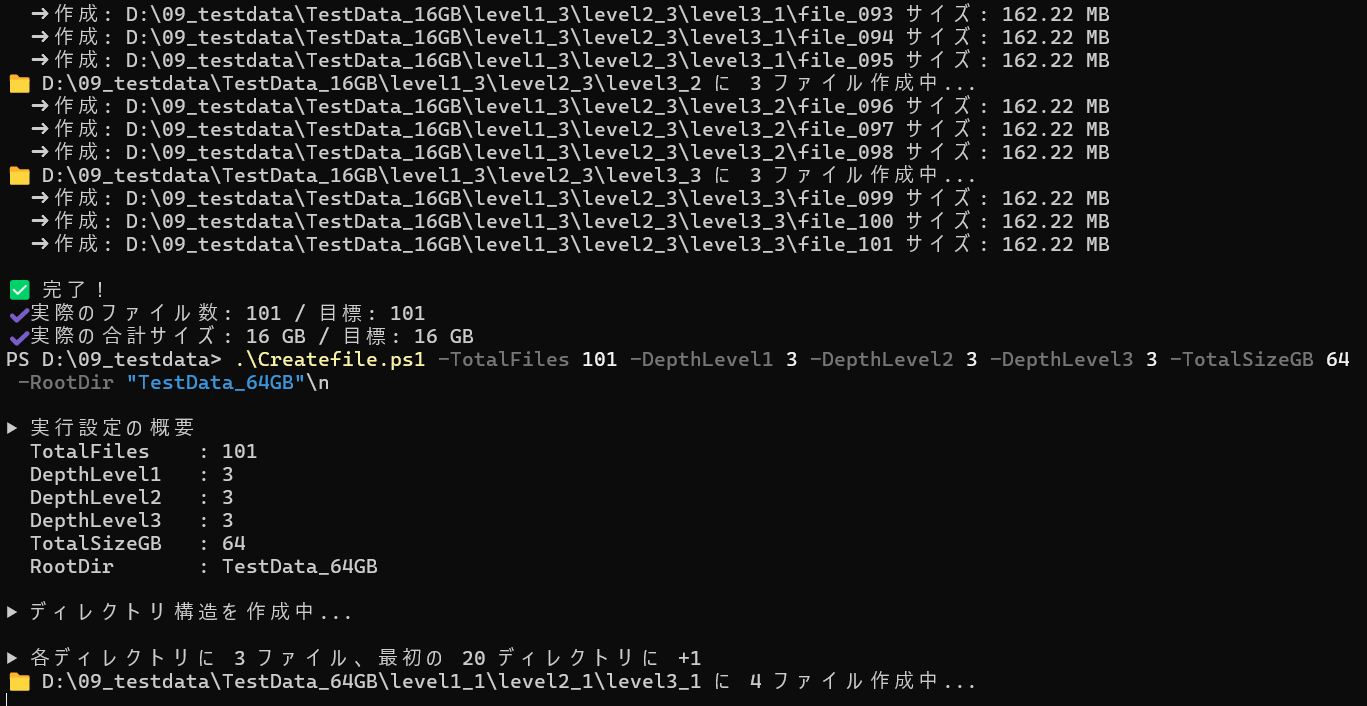 →作成: D:\09_testdata\TestData_16GB\level1_3\level2_3\level3_1\file_093 サイズ: 162.22 MB
→作成: D:\09_testdata\TestData_16GB\level1_3\level2_3\level3_1\file_094 サイズ: 162.22 MB
→作成: D:\09_testdata\TestData_16GB\level1_3\level2_3\level3_1\file_095 サイズ: 162.22 MB
📁 D:\09_testdata\TestData_16GB\level1_3\level2_3\level3_2 に 3 ファイル作成中...
→作成: D:\09_testdata\TestData_16GB\level1_3\level2_3\level3_2\file_096 サイズ: 162.22 MB
→作成: D:\09_testdata\TestData_16GB\level1_3\level2_3\level3_2\file_097 サイズ: 162.22 MB
→作成: D:\09_testdata\TestData_16GB\level1_3\level2_3\level3_2\file_098 サイズ: 162.22 MB
📁 D:\09_testdata\TestData_16GB\level1_3\level2_3\level3_3 に 3 ファイル作成中...
→作成: D:\09_testdata\TestData_16GB\level1_3\level2_3\level3_3\file_099 サイズ: 162.22 MB
→作成: D:\09_testdata\TestData_16GB\level1_3\level2_3\level3_3\file_100 サイズ: 162.22 MB
→作成: D:\09_testdata\TestData_16GB\level1_3\level2_3\level3_3\file_101 サイズ: 162.22 MB
✅ 完了!
✔実際のファイル数: 101 / 目標: 101
✔実際の合計サイズ: 16 GB / 目標: 16 GB
PS D:\09_testdata> .\Createfile.ps1 -TotalFiles 101 -DepthLevel1 3 -DepthLevel2 3 -DepthLevel3 3 -TotalSizeGB 64
-RootDir "TestData_64GB"\n
▶ 実行設定の概要
TotalFiles : 101
DepthLevel1 : 3
DepthLevel2 : 3
DepthLevel3 : 3
TotalSizeGB : 64
RootDir : TestData_64GB
▶ ディレクトリ構造を作成中...
▶ 各ディレクトリに 3 ファイル、最初の 20 ディレクトリに +1
📁 D:\09_testdata\TestData_64GB\level1_1\level2_1\level3_1 に 4 ファイル作成中...